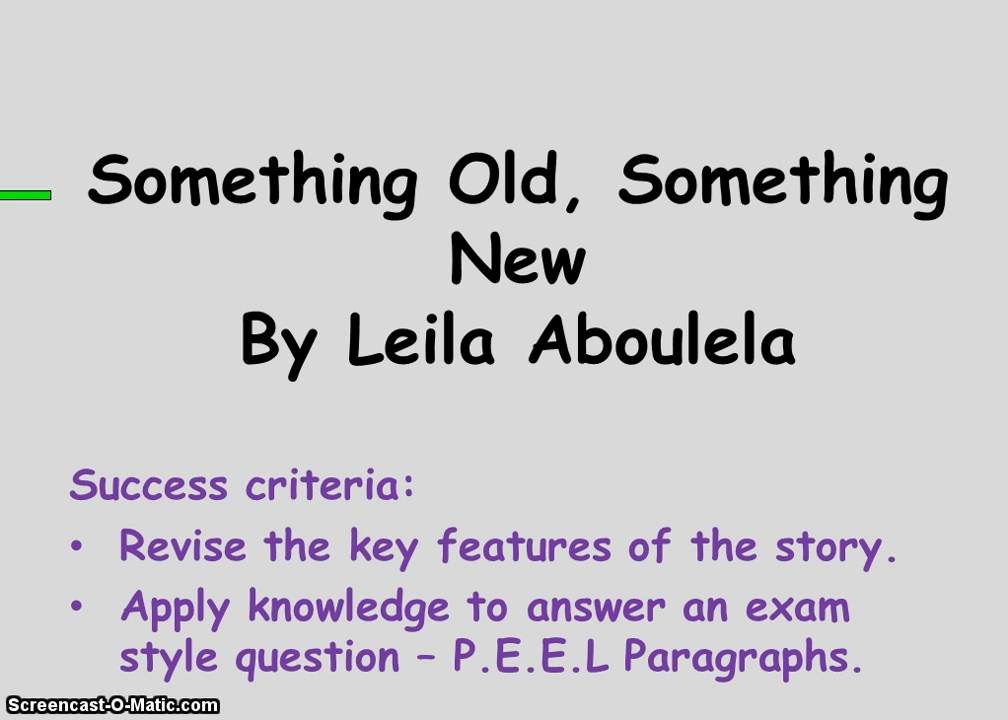 Something Old, Something
New
By Leila Aboulela
Success criteria:
• Revise the key features of the story.
• Apply knowledge to answer an exam
style question – P.E.E.L Paragraphs.
Screencast-O-Matic.com